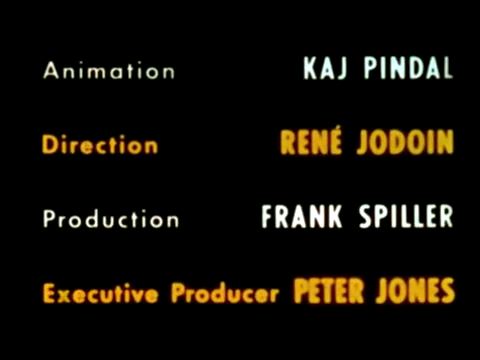 Animation KAJ PINDAL
Direction RENÉ JODOIN
Production FRANK SPILLER
Executive Producer PETER JONES